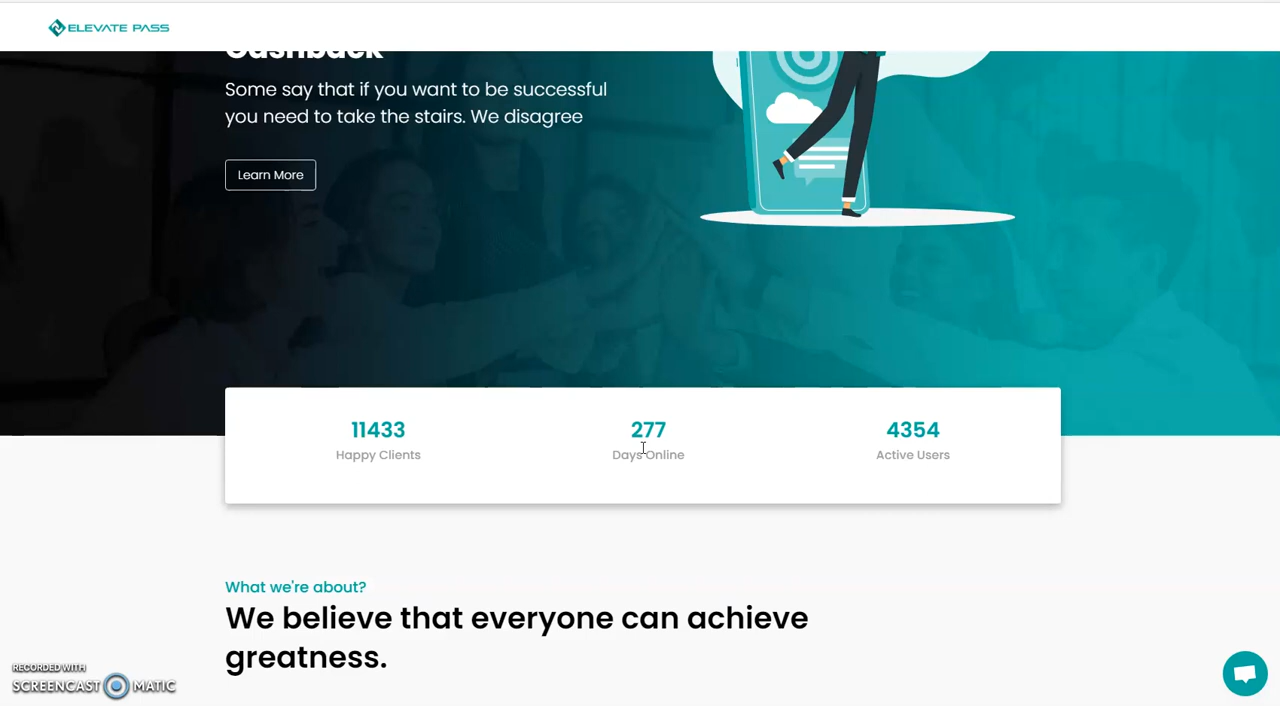 ELEVATE PASS
Cashback
Some say that if you want to be successful
you need to take the stairs. We disagree
Learn More
11433
Happy Clients
277
Days Online
4354
Active Users
What we're about?
We believe that everyone can achieve
greatness.
RECORDED WITH
SCREENCAST MATIC